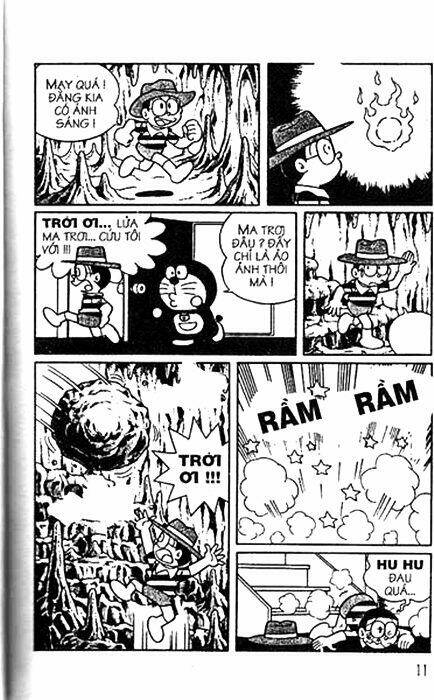 MAY QUÁ !
ĐẰNG KIA
CÓ ÁNH
SÁNG !
TRỜI ƠI... LỬA
MA TRƠI... CỨU TÔI
VỚI !!!
MA TRƠI
ĐÂU ? ĐÂY
CHỈ LÀ ẢO
ẢNH THÔI
MÀ !
TRỜI
ƠI !!!
RẦM RẦM
HU HU
ĐAU
QUÁ...
11